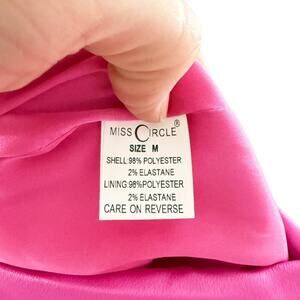 MISS CIRCLE®
SIZE M
SHELL:98% POLYESTER
2% ELASTANE
LINING:98%POLYESTER
2% ELASTANE
CARE ON REVERSE